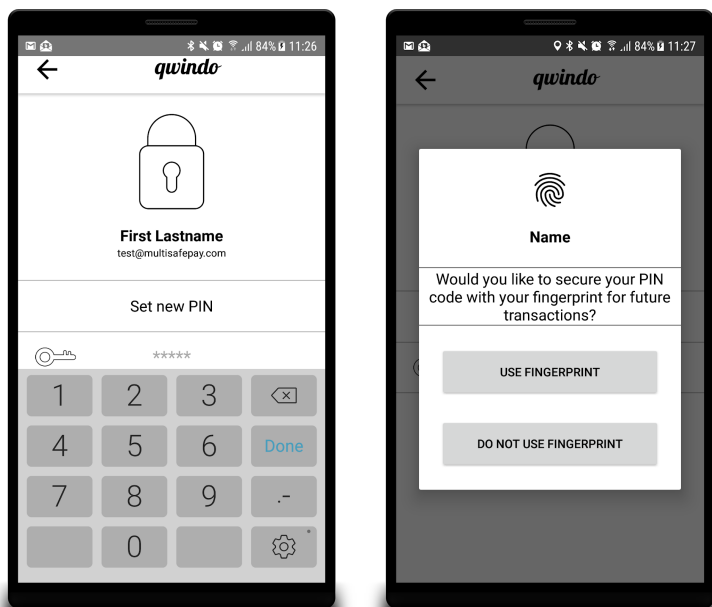 84% 11:26
qwindo
First Lastname
test@multisafepay.com
Set new PIN
*****
1 2 3
4 5 6 Done
7 8 9 .-
0
84% 11:27
qwindo
Name
Would you like to secure your PIN
code with your fingerprint for future
transactions?
USE FINGERPRINT
DO NOT USE FINGERPRINT